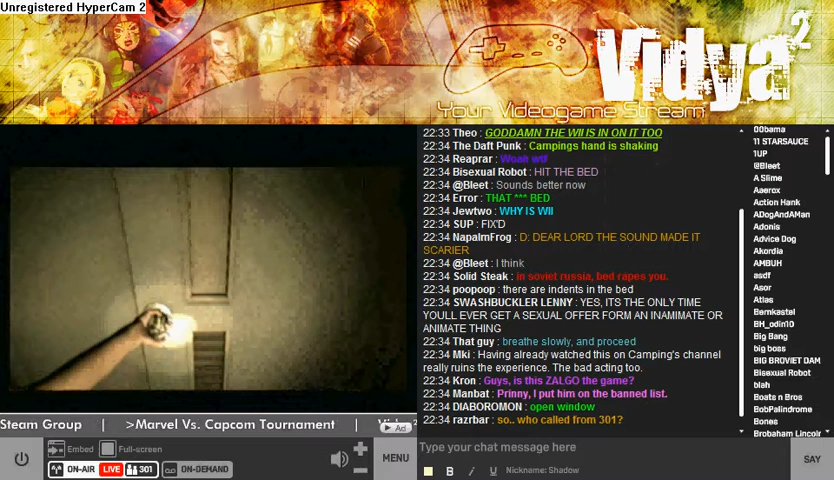 Unregistered HyperCam 2
Vidya²
Your Videogame Stream
22:33 Theo : GODDAMN THE WII IS IN ON IT TOO
22:34 The Daft Punk : Campings hand is shaking
22:34 Reaprar : Woah wtf
22:34 Bisexual Robot : HIT THE BED
22:34 @Bleet : Sounds better now
22:34 Error : THAT *** BED
22:34 Jewtwo : WHY IS WII
22:34 SUP : FIX'D
22:34 NapalmFrog : D: DEAR LORD THE SOUND MADE IT
SCARIER
22:34 @Bleet : I think
22:34 Solid Steak : in soviet russia, bed rapes you.
22:34 poopoop : there are indents in the bed
22:34 SWASHBUCKLER LENNY : YES, ITS THE ONLY TIME
YOULL EVER GET A SEXUAL OFFER FORM AN INAMIMATE OR
ANIMATE THING
22:34 That guy : breathe slowly, and proceed
22:34 Mki : Having already watched this on Camping's channel
really ruins the experience. The bad acting too.
22:34 Kron : Guys, is this ZALGO the game?
22:34 Manbat : Prinny, I put him on the banned list.
22:34 DIABOROMON : open window
22:34 razrbar : so.. who called from 301?
00bama
11 STARSAUCE
1UP
@Bleet
A Slime
Aaerox
Action Hank
ADogAndAMan
Adonis
Advice Dog
Akordia
AMBUH
asdf
Asor
Atlas
Bernkastel
BH_odin10
Big Bang
big boss
BIG BROVIET DAM
Bisexual Robot
blah
Boats n Bros
BobPalindrome
Bones
Brobaham Lincoln
Steam Group | >Marvel Vs. Capcom Tournament |
Ad
Embed Full-screen
ON-AIR LIVE 301 ON-DEMAND
MENU
Type your chat message here
B I U Nickname: Shadow
SAY